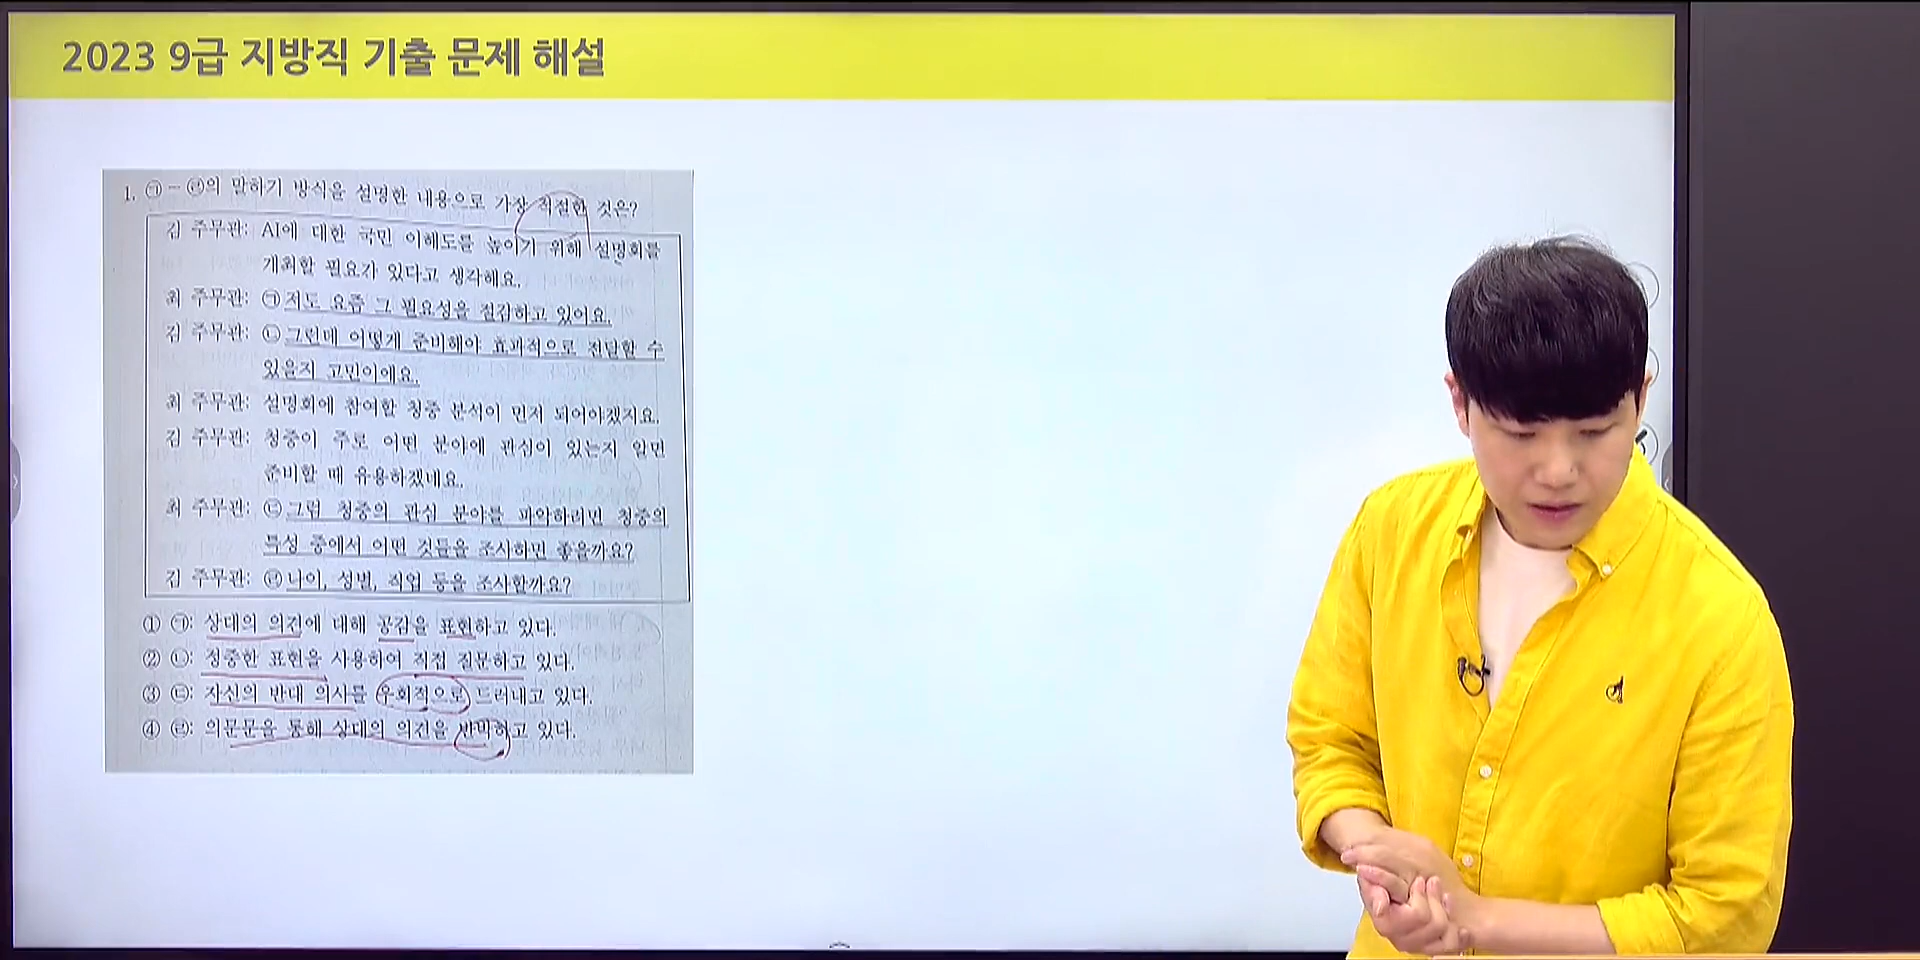 2023 9급 지방직 기출 문제 해설
1. ㉠-㉣의 말하기 방식을 설명한 내용으로 가장 적절한 것은?
김 주무관: AI에 대한 국민 이해도를 높이기 위해 설명회를
개최할 필요가 있다고 생각해요.
최 주무관: ㉠저도 요즘 그 필요성을 절감하고 있어요.
김 주무관: ㉡그런데 어떻게 준비해야 효과적으로 전달할 수
있을지 고민이에요.
최 주무관: 설명회에 참여할 청중 분석이 먼저 되어야겠지요.
김 주무관: 청중이 주로 어떤 분야에 관심이 있는지 알면
준비할 때 유용하겠네요.
최 주무관: ㉢그럼 청중의 관심 분야를 파악하려면 청중의
특성 중에서 어떤 것들을 조사하면 좋을까요?
김 주무관: ㉣나이, 성별, 직업 등을 조사할까요?
① ㉠: 상대의 의견에 대해 공감을 표현하고 있다.
② ㉡: 정중한 표현을 사용하여 직접 질문하고 있다.
③ ㉢: 자신의 반대 의사를 우회적으로 드러내고 있다.
④ ㉣: 의문문을 통해 상대의 의견을 반박하고 있다.